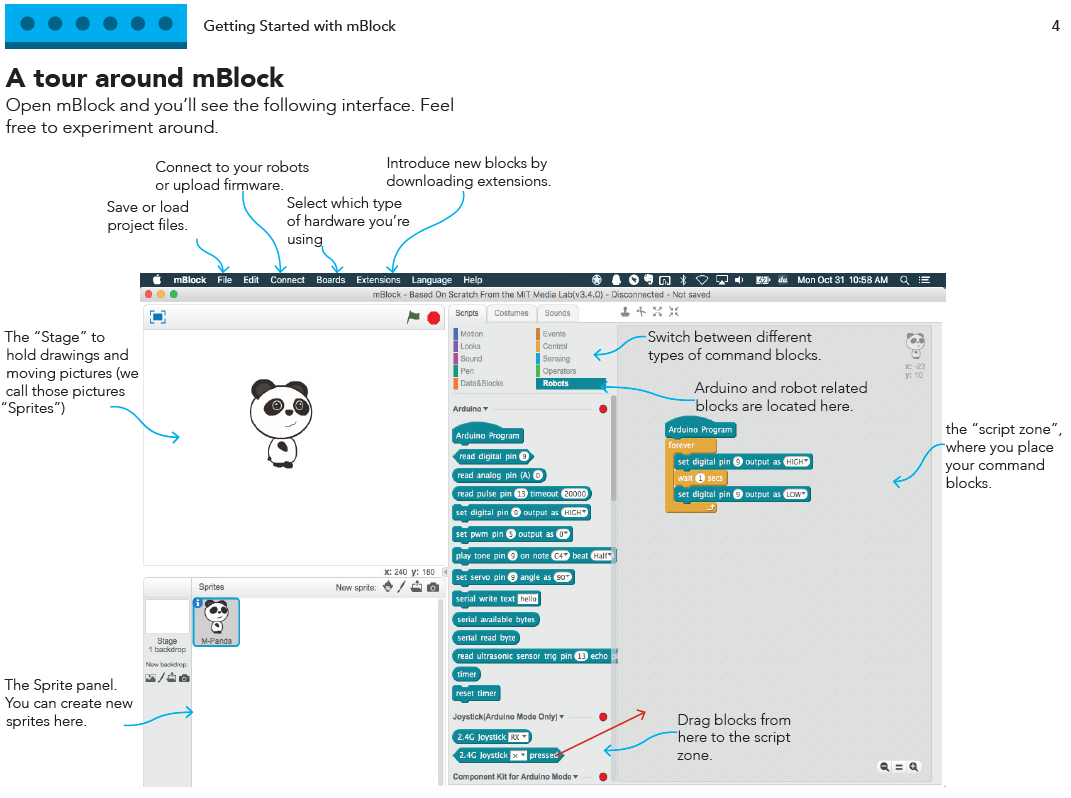 Getting Started with mBlock
4
A tour around mBlock
Open mBlock and you'll see the following interface. Feel
free to experiment around.
Connect to your robots
or upload firmware.
Introduce new blocks by
downloading extensions.
Save or load
project files.
Select which type
of hardware you're
using
mBlock File Edit Connect Boards Extensions Language Help
Mon Oct 31 10:58 AM
mBlock - Based On Scratch From the MIT Media Lab(v3.4.0) - Disconnected - Not saved
The "Stage" to
hold drawings and
moving pictures (we
call those pictures
"Sprites")
Scripts Costumes Sounds
Motion Events
Looks Control
Sound Sensing
Pen Operators
Data&Blocks Robots
Switch between different
types of command blocks.
Arduino and robot related
blocks are located here.
x: -23
y: 10
Arduino
Arduino Program
read digital pin 9
read analog pin (A) 0
read pulse pin 13 timeout 20000
set digital pin 9 output as HIGH
set pwm pin 5 output as 0
play tone pin 9 on note C4 beat Half
set servo pin 9 angle as 90
serial write text hello
serial available bytes
serial read byte
read ultrasonic sensor trig pin 13 echo
timer
reset timer
Joystick(Arduino Mode Only)
2.4G Joystick RX
2.4G Joystick pressed
Component Kit for Arduino Mode
Arduino Program
forever
set digital pin 9 output as HIGH
wait 1 secs
set digital pin 9 output as LOW
the "script zone",
where you place
your command
blocks.
x: 240 y: 180
Sprites New sprite:
M-Panda
Stage
1 backdrop
New backdrop:
The Sprite panel.
You can create new
sprites here.
Drag blocks from
here to the script
zone.